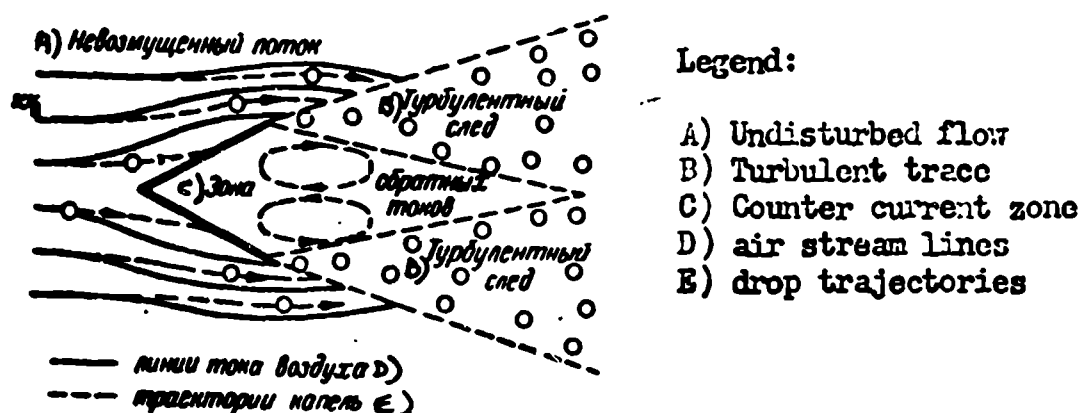 A) Невозмущенный поток
B) Турбулентный
след
C) Зона
обратных
токов
B) Турбулентный
след
линии тока воздуха D)
траектории капель E)
Legend:
A) Undisturbed flow
B) Turbulent trace
C) Counter current zone
D) air stream lines
E) drop trajectories